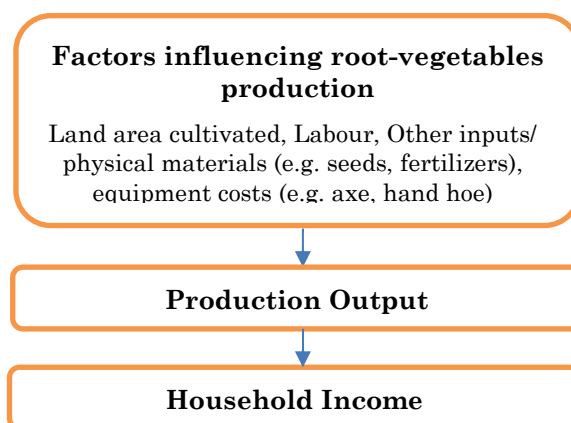 Factors influencing root-vegetables
production
Land area cultivated, Labour, Other inputs/
physical materials (e.g. seeds, fertilizers),
equipment costs (e.g. axe, hand hoe)
Production Output
Household Income